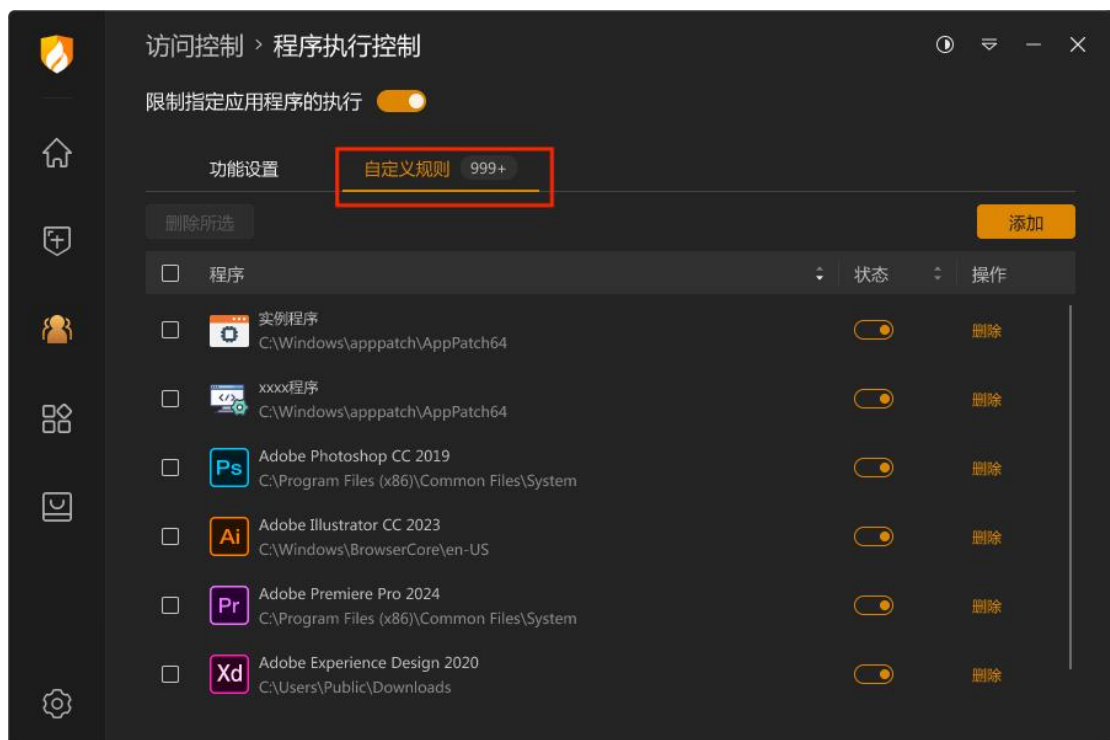 访问控制 > 程序执行控制
限制指定应用程序的执行
功能设置 自定义规则 999+
删除所选 添加
程序 状态 操作
实例程序
C:\Windows\apppatch\AppPatch64
删除
xxxx程序
C:\Windows\apppatch\AppPatch64
删除
Ps
Adobe Photoshop CC 2019
C:\Program Files (x86)\Common Files\System
删除
Ai
Adobe Illustrator CC 2023
C:\Windows\BrowserCore\en-US
删除
Pr
Adobe Premiere Pro 2024
C:\Program Files (x86)\Common Files\System
删除
Xd
Adobe Experience Design 2020
C:\Users\Public\Downloads
删除